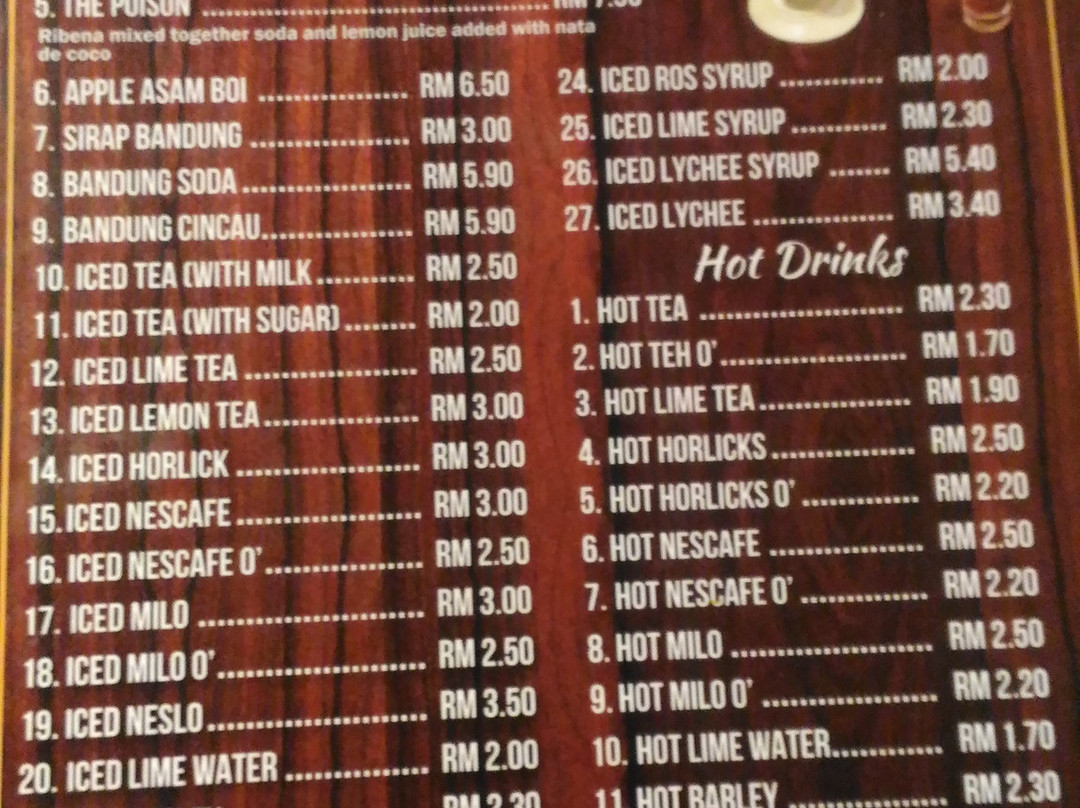 5. THE POISON ................................................ RM 7.50
Ribena mixed together soda and lemon juice added with nata
de coco
6. APPLE ASAM BOI .................... RM 6.50
7. SIRAP BANDUNG .................... RM 3.00
8. BANDUNG SODA .................... RM 5.90
9. BANDUNG CINCAU .................... RM 5.90
10. ICED TEA (WITH MILK ............ RM 2.50
11. ICED TEA (WITH SUGAR) ........ RM 2.00
12. ICED LIME TEA .................... RM 2.50
13. ICED LEMON TEA .................... RM 3.00
14. ICED HORLICK .................... RM 3.00
15. ICED NESCAFE .................... RM 3.00
16. ICED NESCAFE O' .................... RM 2.50
17. ICED MILO .................... RM 3.00
18. ICED MILO O' .................... RM 2.50
19. ICED NESLO .................... RM 3.50
20. ICED LIME WATER .................... RM 2.00
RM 2.30
24. ICED ROS SYRUP ............ RM 2.00
25. ICED LIME SYRUP ............ RM 2.30
26. ICED LYCHEE SYRUP ....... RM 5.40
27. ICED LYCHEE .................. RM 3.40
Hot Drinks
1. HOT TEA .................... RM 2.30
2. HOT TEH O' .................... RM 1.70
3. HOT LIME TEA .................... RM 1.90
4. HOT HORLICKS .................... RM 2.50
5. HOT HORLICKS O' .............. RM 2.20
6. HOT NESCAFE .................... RM 2.50
7. HOT NESCAFE O' ................ RM 2.20
8. HOT MILO .................... RM 2.50
9. HOT MILO O' .................... RM 2.20
10. HOT LIME WATER .............. RM 1.70
11. HOT BARLEY .................... RM 2.30